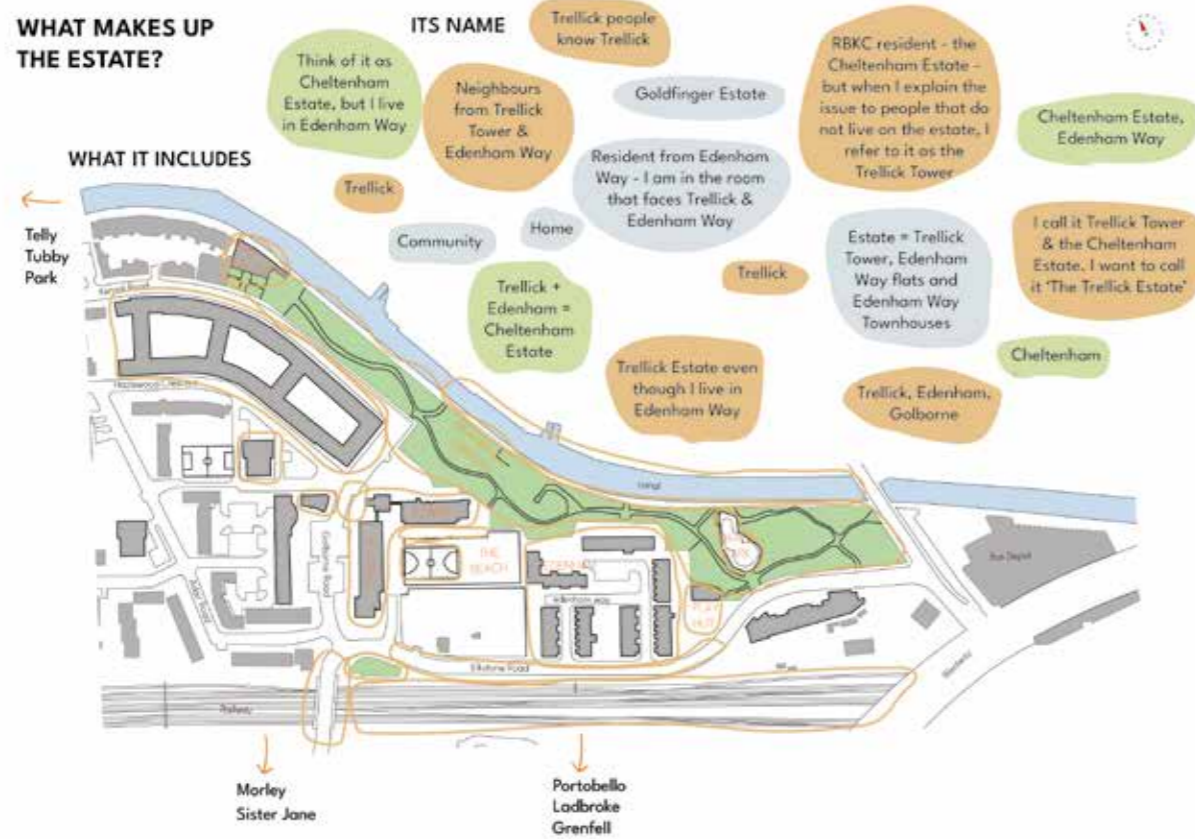 WHAT MAKES UP
THE ESTATE?
ITS NAME
Trellick people
know Trellick
Think of it as
Cheltenham
Estate, but I live
in Edenham Way
Neighbours
from Trellick
Tower &
Edenham Way
Goldfinger Estate
RBKC resident - the
Cheltenham Estate -
but when I explain the
issue to people that do
not live on the estate, I
refer to it as the
Trellick Tower
Cheltenham Estate,
Edenham Way
WHAT IT INCLUDES
Trellick
Resident from Edenham
Way - I am in the room
that faces Trellick &
Edenham Way
Community
Home
Trellick
Estate = Trellick
Tower, Edenham
Way flats and
Edenham Way
Townhouses
I call it Trellick Tower
& the Cheltenham
Estate. I want to call
it ‘The Trellick Estate’
Telly
Tubby
Park
Trellick +
Edenham =
Cheltenham
Estate
Cheltenham
Trellick Estate even
though I live in
Edenham Way
Trellick, Edenham,
Golborne
Hazlewood Crescent
Canal
Bus Depot
Golborne Road
Adair Road
THE
BEACH
Edenham Way
Elkstone Road
Railway
Morley
Sister Jane
Portobello
Ladbroke
Grenfell